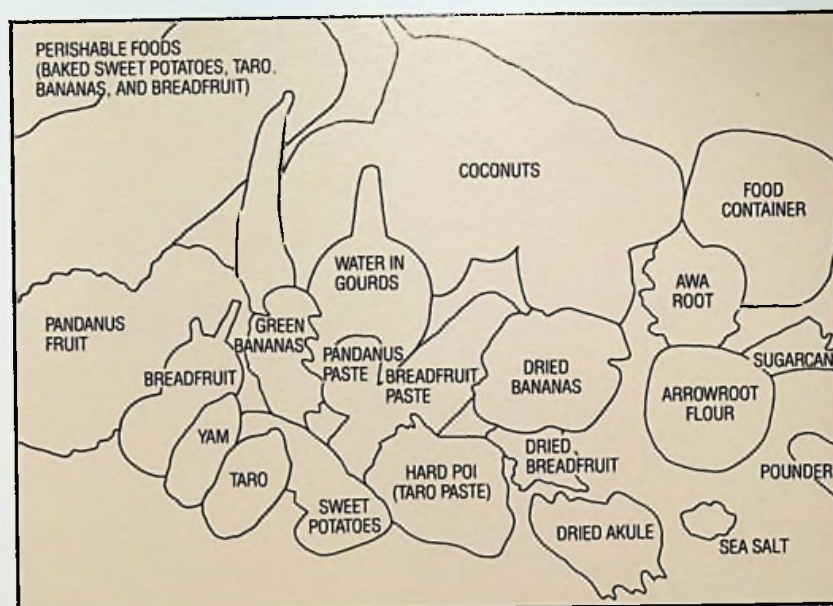 PERISHABLE FOODS
(BAKED SWEET POTATOES, TARO,
BANANAS, AND BREADFRUIT)
COCONUTS
FOOD
CONTAINER
WATER IN
GOURDS
AWA
ROOT
PANDANUS
FRUIT
GREEN
BANANAS
PANDANUS
PASTE
BREADFRUIT
PASTE
DRIED
BANANAS
SUGARCAN
BREADFRUIT
ARROWROOT
FLOUR
YAM
TARO
SWEET
POTATOES
HARD POI
(TARO PASTE)
DRIED
BREADFRUIT
POUNDER
DRIED AKULE
SEA SALT